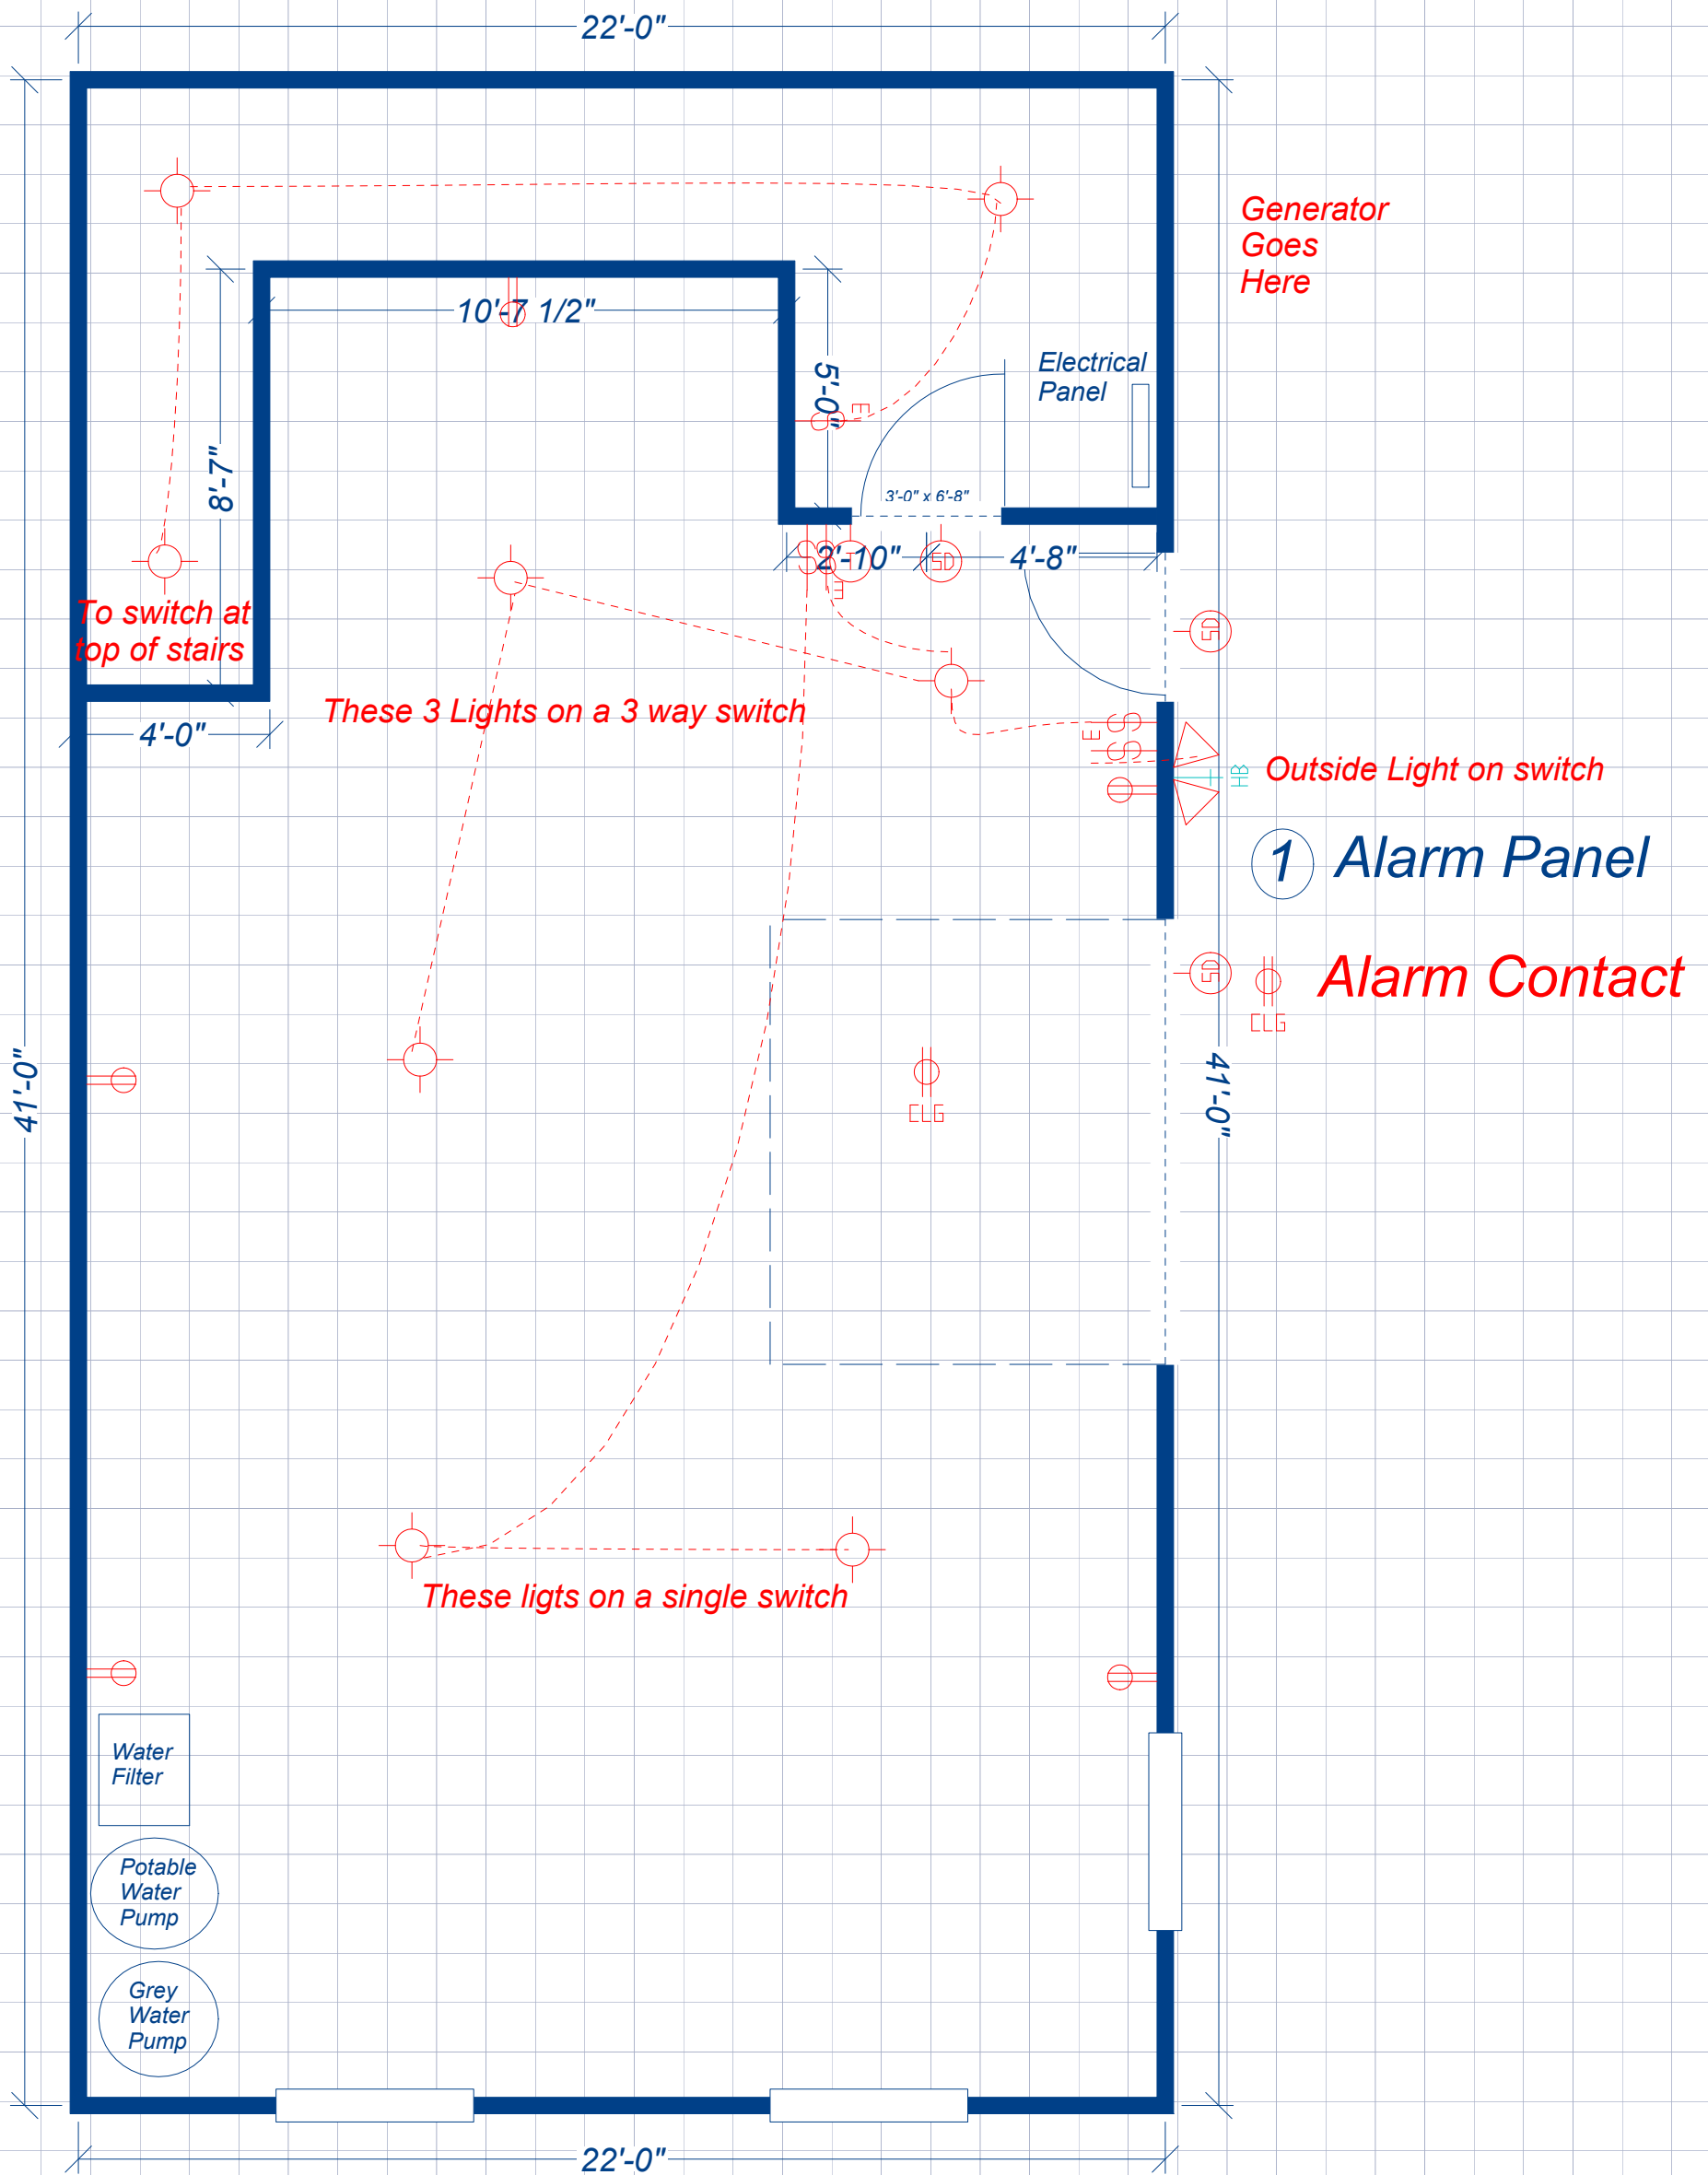 22'-0"
Generator
Goes
Here
10'-7 1/2"
Electrical
Panel
5'-0"
E
S
8'-7"
3'-0" x 6'-8"
S S
2'-10"
SD
4'-8"
E
To switch at
top of stairs
SD
These 3 Lights on a 3 way switch
4'-0"
E
S S
HB
Outside Light on switch
1 Alarm Panel
SD
Alarm Contact
CLG
41'-0"
41'-0"
CLG
These ligts on a single switch
Water
Filter
Potable
Water
Pump
Grey
Water
Pump
22'-0"